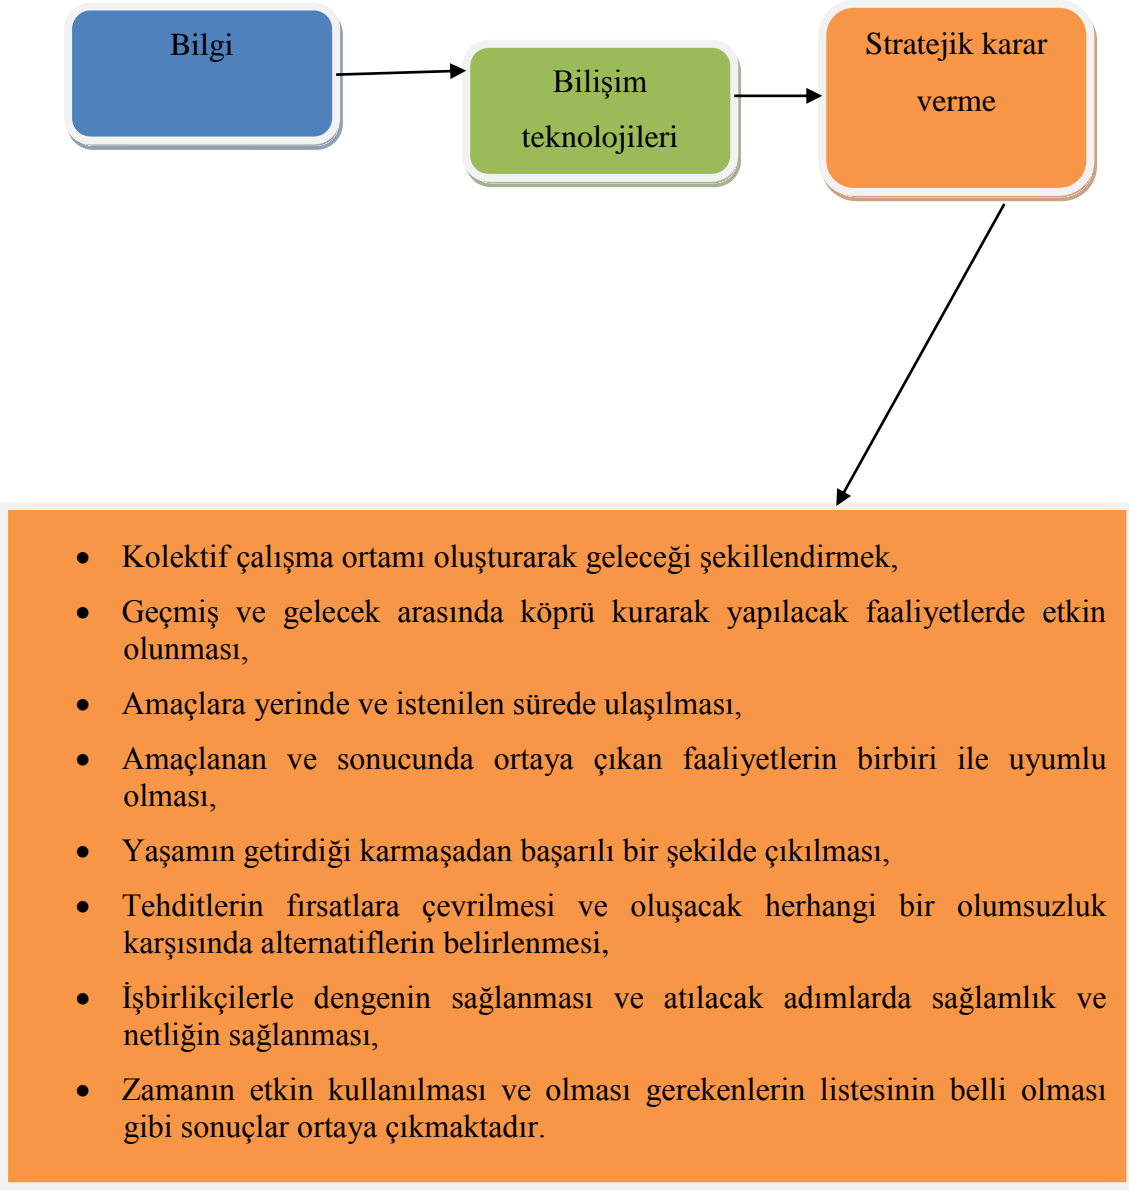 Bilgi
Bilişim
teknolojileri
Stratejik karar
verme
• Kolektif çalışma ortamı oluşturarak geleceği şekillendirmek,
• Geçmiş ve gelecek arasında köprü kurarak yapılacak faaliyetlerde etkin
olunması,
• Amaçlara yerinde ve istenilen sürede ulaşılması,
• Amaçlanan ve sonucunda ortaya çıkan faaliyetlerin birbiri ile uyumlu
olması,
• Yaşamın getirdiği karmaşadan başarılı bir şekilde çıkılması,
• Tehditlerin fırsatlara çevrilmesi ve oluşacak herhangi bir olumsuzluk
karşısında alternatiflerin belirlenmesi,
• İşbirlikçilerle dengenin sağlanması ve atılacak adımlarda sağlamlık ve
netliğin sağlanması,
• Zamanın etkin kullanılması ve olması gerekenlerin listesinin belli olması
gibi sonuçlar ortaya çıkmaktadır.